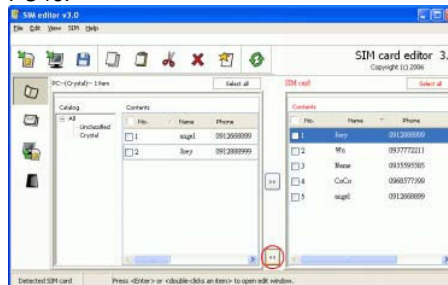 SIM editor v3.0
File Edit View SIM Help
SIM card editor 3.
Copyright (c) 2006
PC--(Crystal)-- 1 item
Select all
SIM card
Select all
Catalog
Contents
Contents
All
Unclassified
Crystal
No. Name Phone
1 angel 0912668899
2 Joey 0912888999
No. Name Phone
1 Joey 0912888999
2 Wu 0937772211
3 Nana 0935595585
4 CoCo 0968577399
5 angel 0912668899
>>
<<
Detected SIM card
Press <Enter> or <double-click> an item> to open edit window.